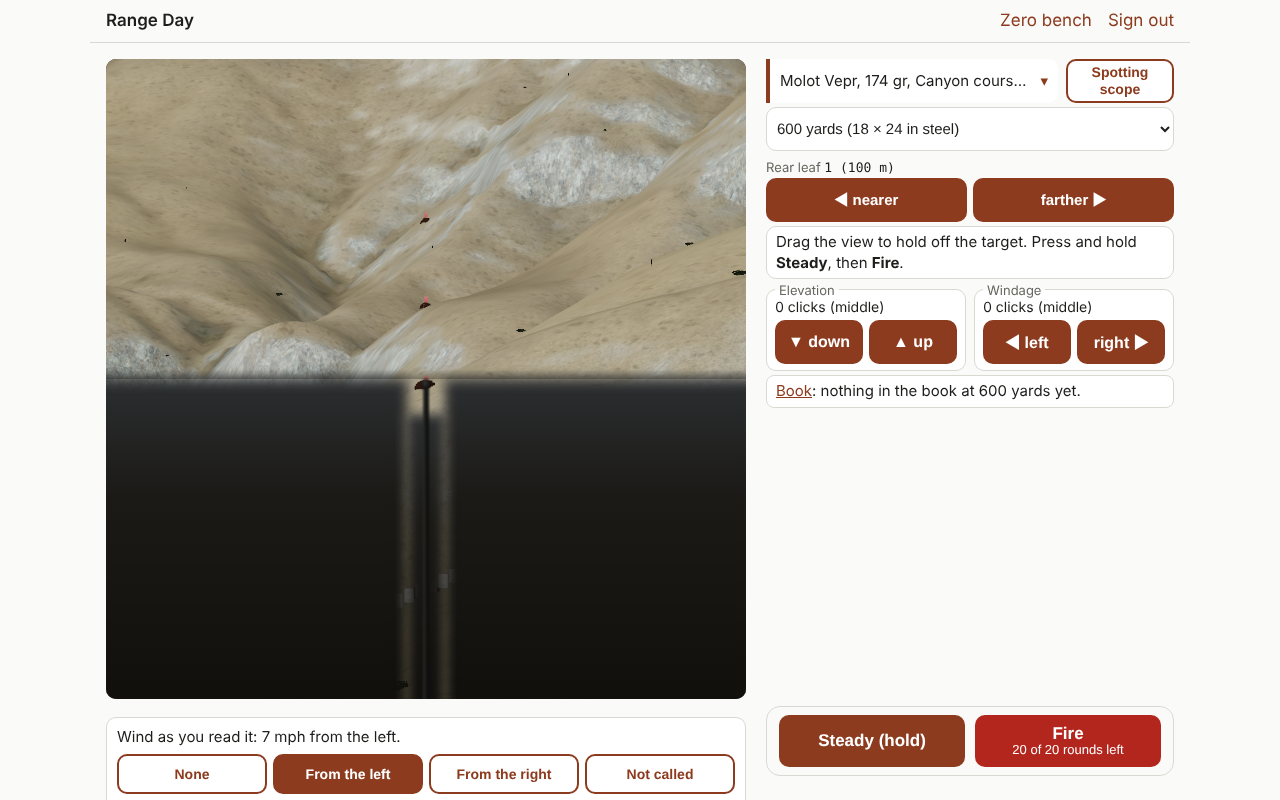 Range Day
Zero bench
Sign out
Molot Vepr, 174 gr, Canyon cours... ▼
Spotting
scope
600 yards (18 × 24 in steel)
Rear leaf 1 (100 m)
◀ nearer
farther ▶
Drag the view to hold off the target. Press and hold
Steady, then Fire.
Elevation
0 clicks (middle)
▼ down
▲ up
Windage
0 clicks (middle)
◀ left
right ▶
Book: nothing in the book at 600 yards yet.
Steady (hold)
Fire
20 of 20 rounds left
Wind as you read it: 7 mph from the left.
None
From the left
From the right
Not called